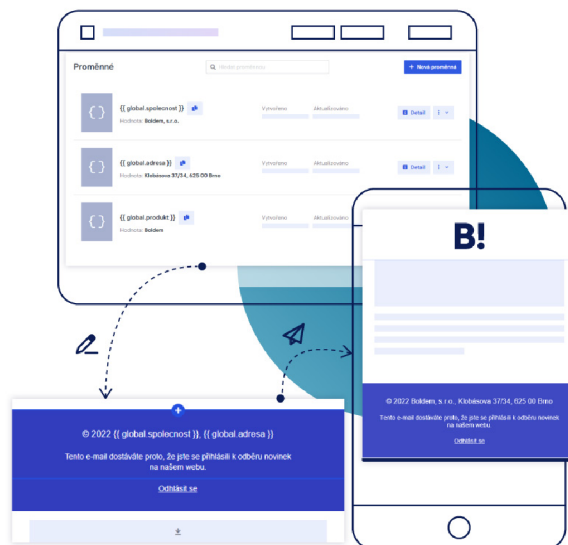 Proměnné
Hledat proměnnou
+ Nová proměnná
{{ global.spolecnost }}
Hodnota: Boldem, s.r.o.
Vytvořeno
Aktualizováno
Detail
{{ global.adresa }}
Hodnota: Klobásova 37/34, 625 00 Brno
Vytvořeno
Aktualizováno
Detail
{{ global.produkt }}
Hodnota: Boldem
Vytvořeno
Aktualizováno
B!
© 2022 Boldem, s.r.o., Klobásova 37/34, 625 00 Brno
Tento e-mail dostáváte proto, že jste se přihlásili k odběru novinek
na našem webu.
Odhlásit se
© 2022 {{ global.spolecnost }}, {{ global.adresa }}
Tento e-mail dostáváte proto, že jste se přihlásili k odběru novinek
na našem webu.
Odhlásit se